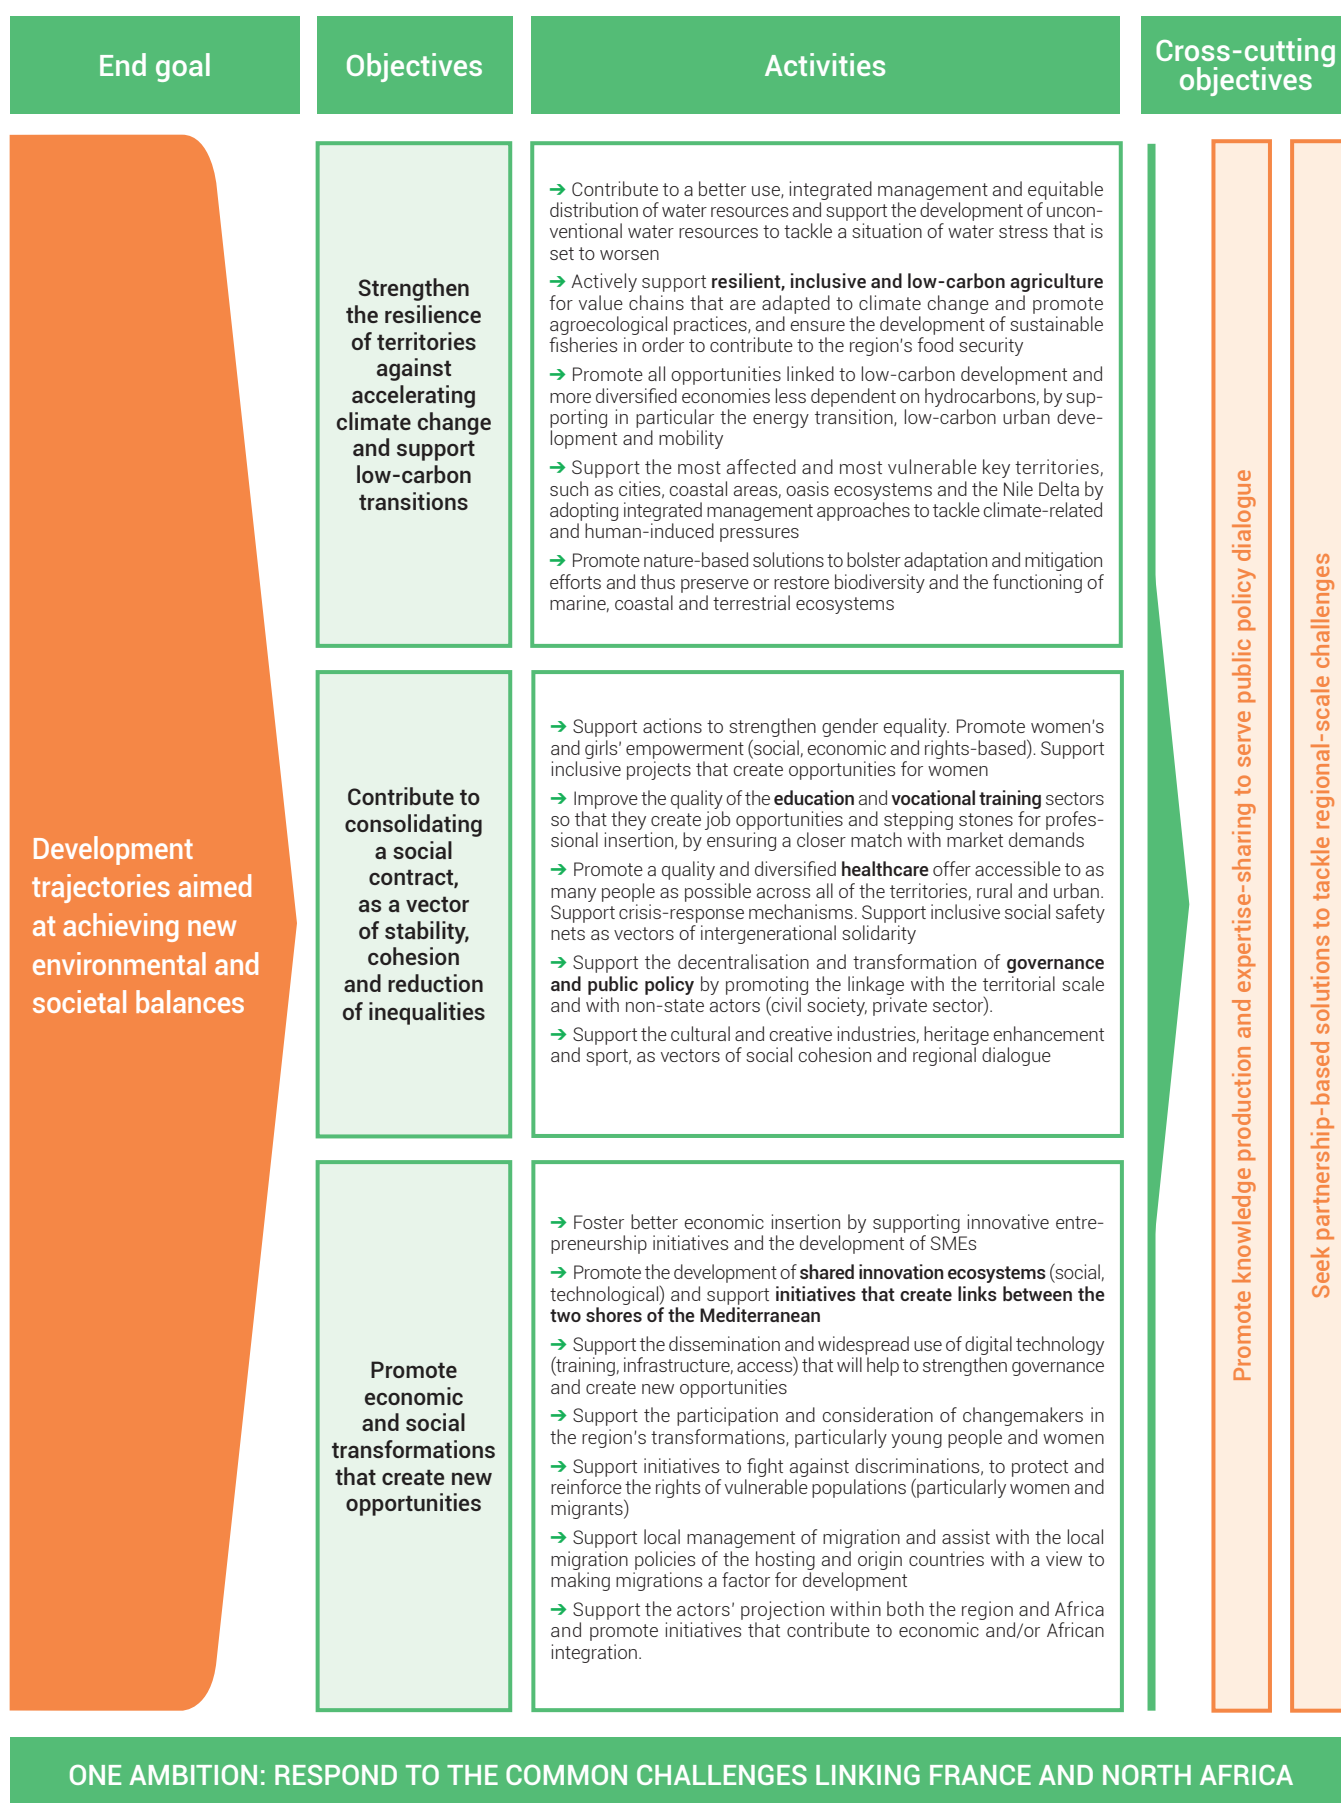 End goal
Objectives
Activities
Cross-cutting
objectives
Development
trajectories aimed
at achieving new
environmental and
societal balances
Strengthen
the resilience
of territories
against
accelerating
climate change
and support
low-carbon
transitions
➔ Contribute to a better use, integrated management and equitable
distribution of water resources and support the development of uncon-
ventional water resources to tackle a situation of water stress that is
set to worsen
➔ Actively support resilient, inclusive and low-carbon agriculture
for value chains that are adapted to climate change and promote
agroecological practices, and ensure the development of sustainable
fisheries in order to contribute to the region's food security
➔ Promote all opportunities linked to low-carbon development and
more diversified economies less dependent on hydrocarbons, by sup-
porting in particular the energy transition, low-carbon urban deve-
lopment and mobility
➔ Support the most affected and most vulnerable key territories,
such as cities, coastal areas, oasis ecosystems and the Nile Delta by
adopting integrated management approaches to tackle climate-related
and human-induced pressures
➔ Promote nature-based solutions to bolster adaptation and mitigation
efforts and thus preserve or restore biodiversity and the functioning of
marine, coastal and terrestrial ecosystems
Contribute to
consolidating
a social
contract,
as a vector
of stability,
cohesion
and reduction
of inequalities
➔ Support actions to strengthen gender equality. Promote women's
and girls' empowerment (social, economic and rights-based). Support
inclusive projects that create opportunities for women
➔ Improve the quality of the education and vocational training sectors
so that they create job opportunities and stepping stones for profes-
sional insertion, by ensuring a closer match with market demands
➔ Promote a quality and diversified healthcare offer accessible to as
many people as possible across all of the territories, rural and urban.
Support crisis-response mechanisms. Support inclusive social safety
nets as vectors of intergenerational solidarity
➔ Support the decentralisation and transformation of governance
and public policy by promoting the linkage with the territorial scale
and with non-state actors (civil society, private sector).
➔ Support the cultural and creative industries, heritage enhancement
and sport, as vectors of social cohesion and regional dialogue
Promote
economic
and social
transformations
that create new
opportunities
➔ Foster better economic insertion by supporting innovative entre-
preneurship initiatives and the development of SMEs
➔ Promote the development of shared innovation ecosystems (social,
technological) and support initiatives that create links between the
two shores of the Mediterranean
➔ Support the dissemination and widespread use of digital technology
(training, infrastructure, access) that will help to strengthen governance
and create new opportunities
➔ Support the participation and consideration of changemakers in
the region's transformations, particularly young people and women
➔ Support initiatives to fight against discriminations, to protect and
reinforce the rights of vulnerable populations (particularly women and
migrants)
➔ Support local management of migration and assist with the local
migration policies of the hosting and origin countries with a view to
making migrations a factor for development
➔ Support the actors' projection within both the region and Africa
and promote initiatives that contribute to economic and/or African
integration.
Promote knowledge production and expertise-sharing to serve public policy dialogue
Seek partnership-based solutions to tackle regional-scale challenges
ONE AMBITION: RESPOND TO THE COMMON CHALLENGES LINKING FRANCE AND NORTH AFRICA